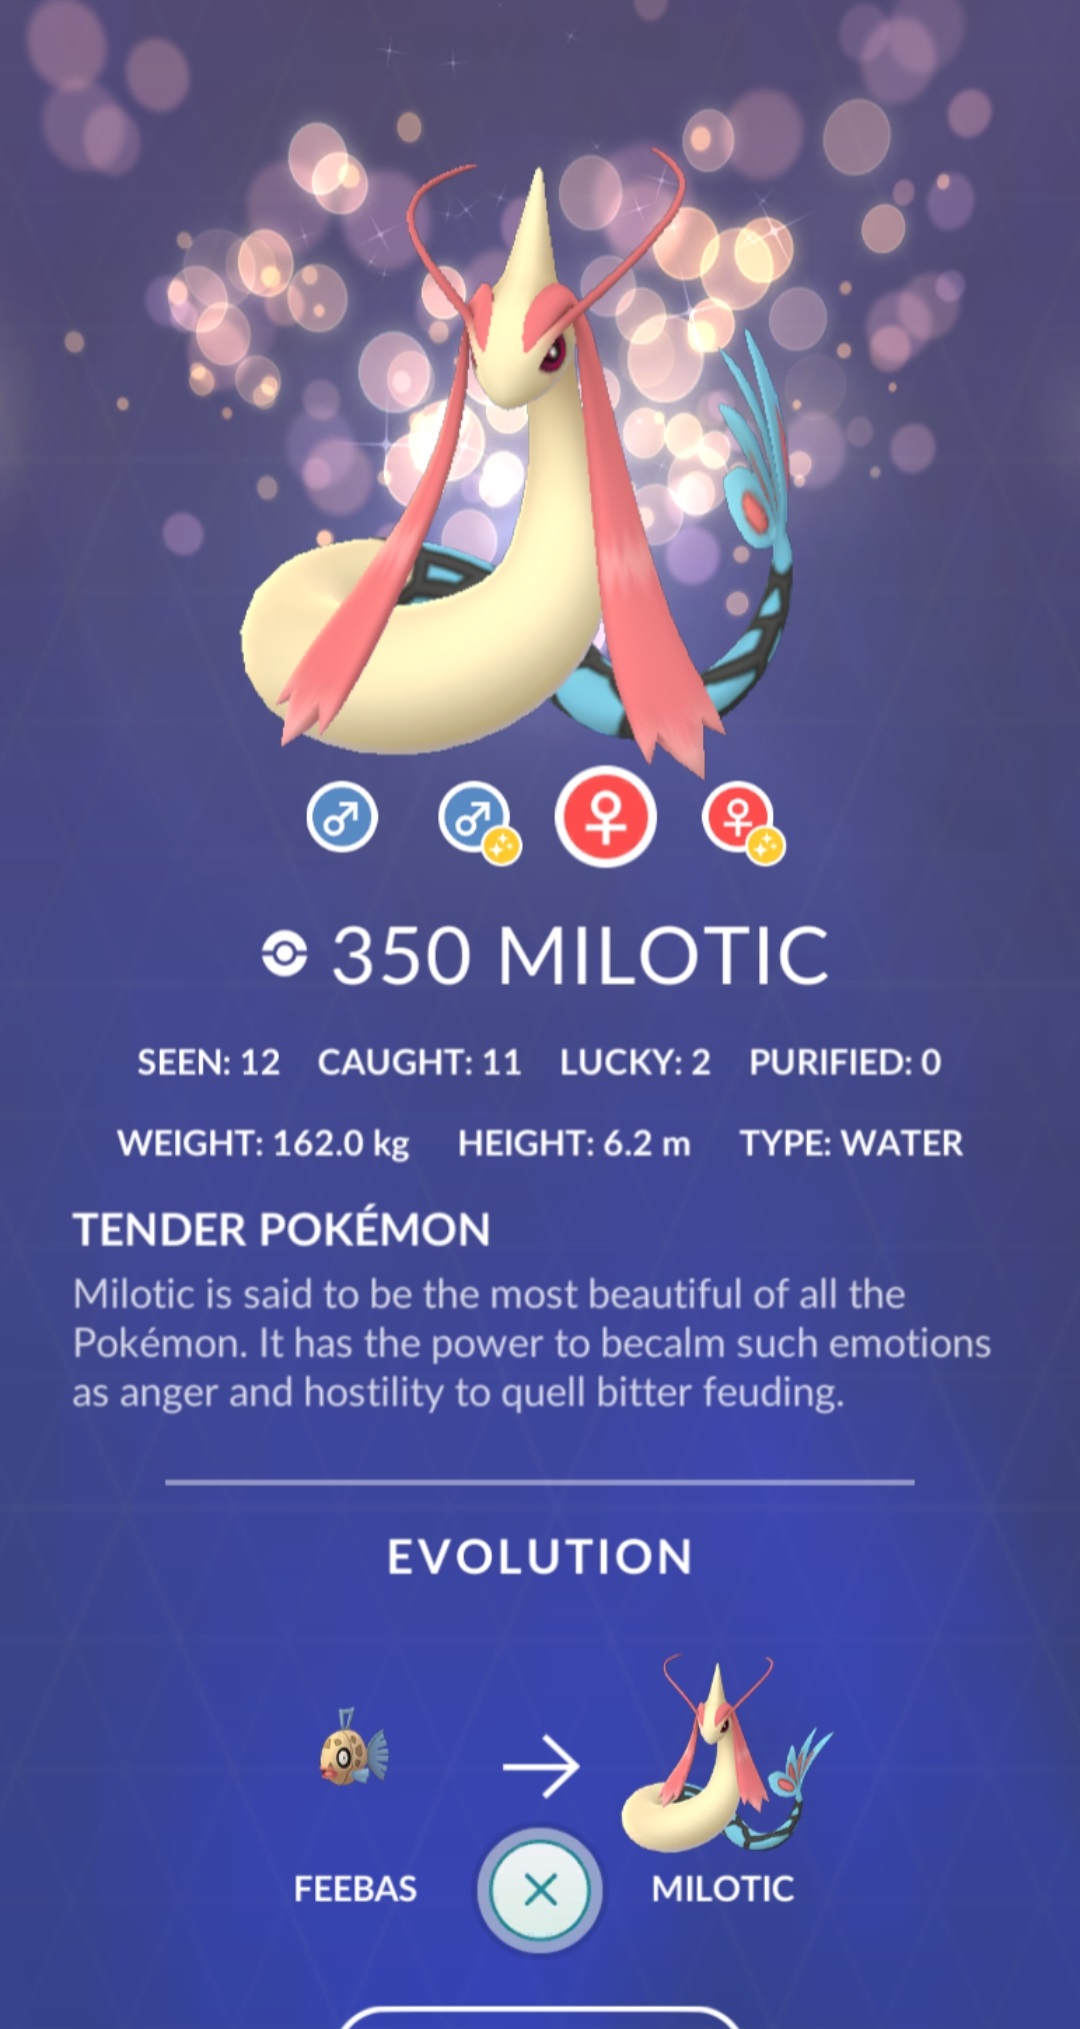 350 MILOTIC
SEEN: 12 CAUGHT: 11 LUCKY: 2 PURIFIED: 0
WEIGHT: 162.0 kg HEIGHT: 6.2 m TYPE: WATER
TENDER POKÉMON
Milotic is said to be the most beautiful of all the
Pokémon. It has the power to becalm such emotions
as anger and hostility to quell bitter feuding.
EVOLUTION
FEEBAS MILOTIC